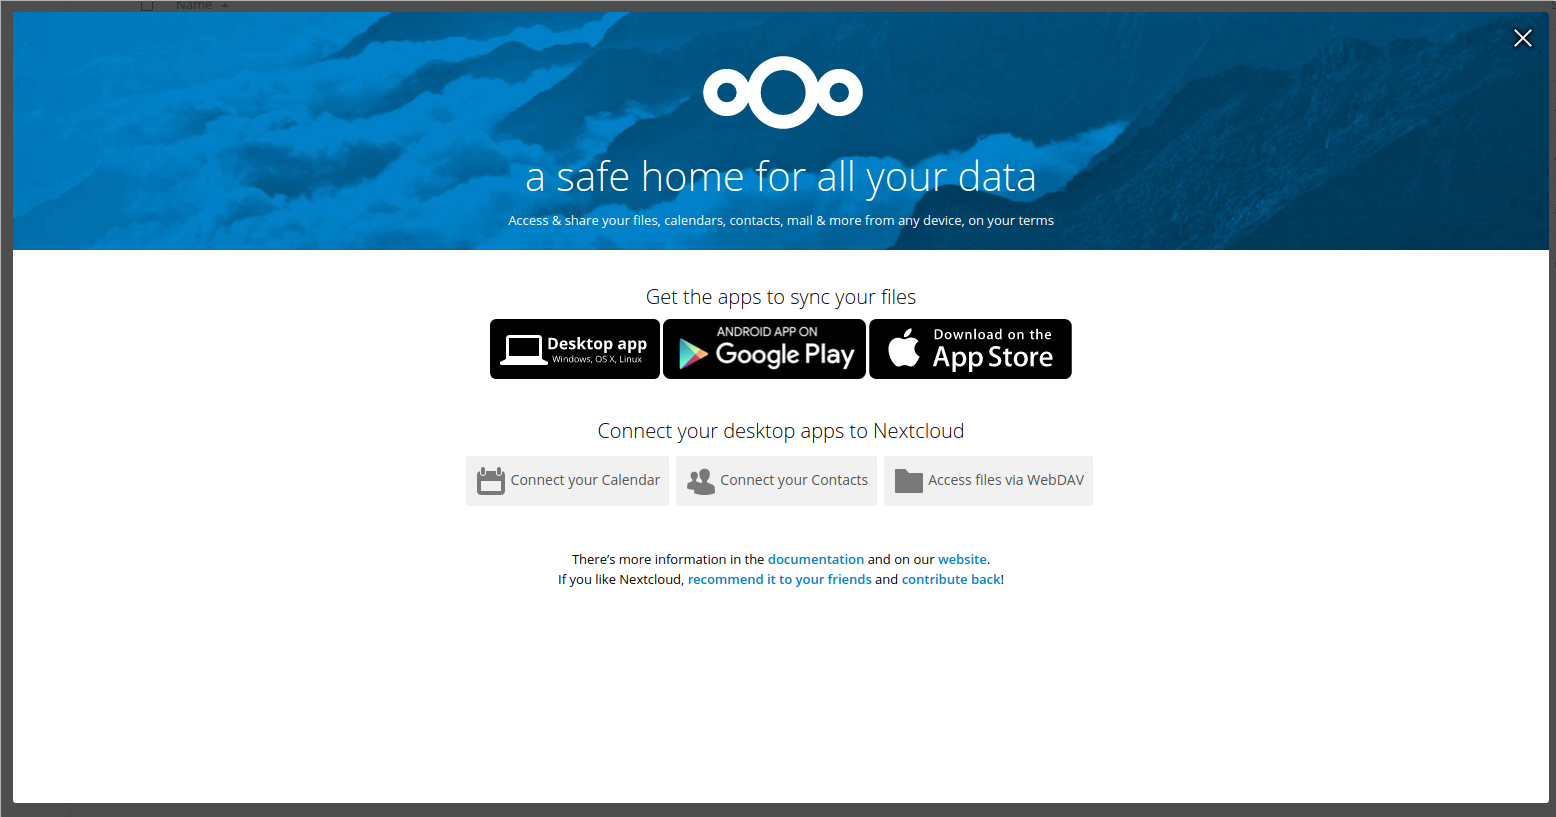 Name
a safe home for all your data
Access & share your files, calendars, contacts, mail & more from any device, on your terms
Get the apps to sync your files
Desktop app
Windows, OS X, Linux
ANDROID APP ON
Google Play
Download on the
App Store
Connect your desktop apps to Nextcloud
Connect your Calendar
Connect your Contacts
Access files via WebDAV
There’s more information in the documentation and on our website.
If you like Nextcloud, recommend it to your friends and contribute back!